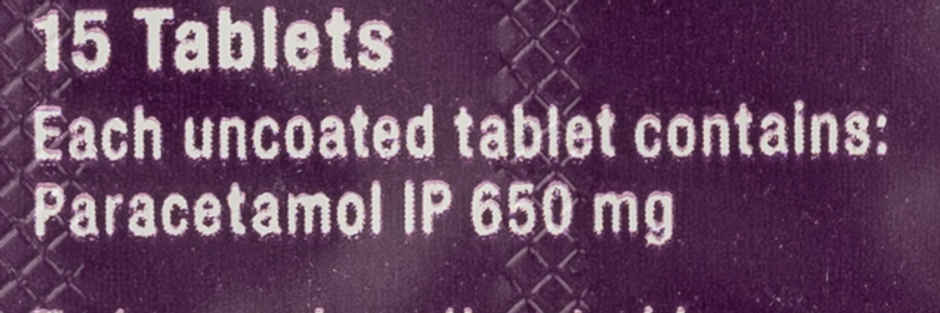 15 Tablets
Each uncoated tablet contains:
Paracetamol IP 650 mg